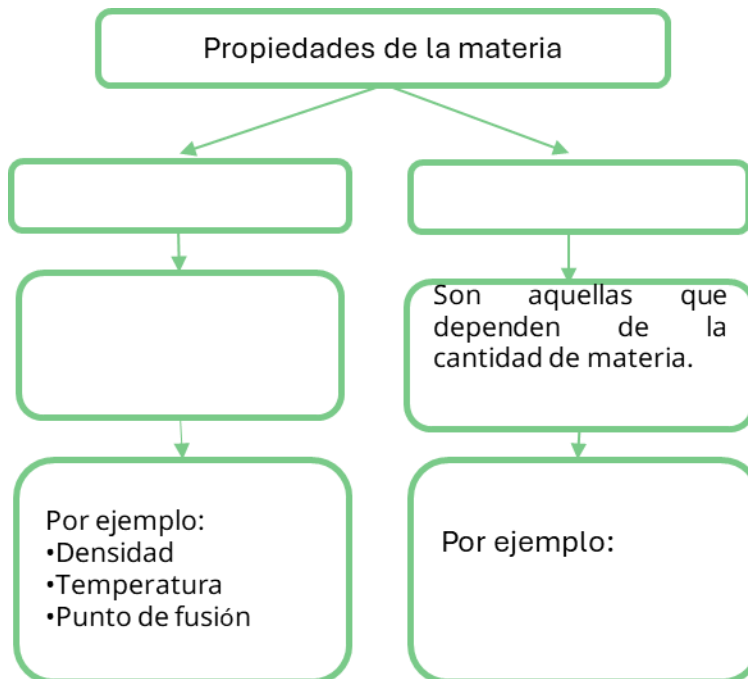 Propiedades de la materia
Son aquellas que
dependen de la
cantidad de materia.
Por ejemplo:
•Densidad
•Temperatura
•Punto de fusión
Por ejemplo: